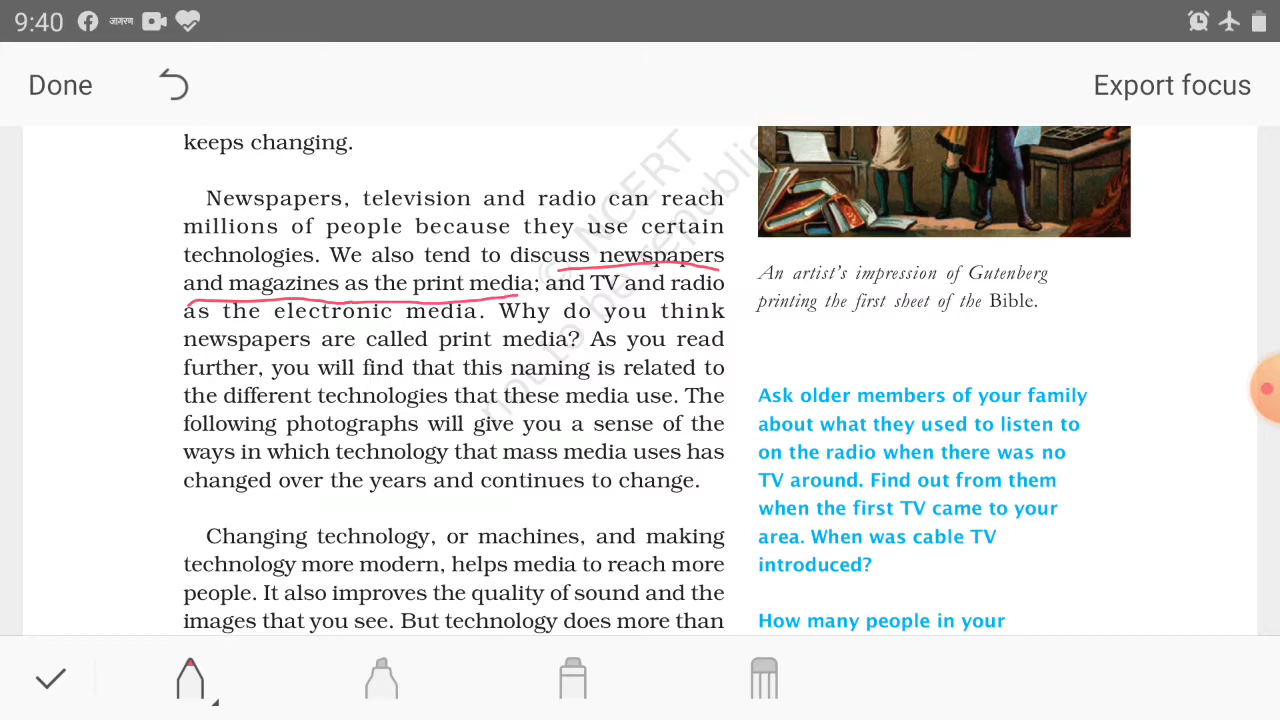 9:40
जागरण
Done
Export focus
keeps changing.
Newspapers, television and radio can reach
millions of people because they use certain
technologies. We also tend to discuss newspapers
and magazines as the print media; and TV and radio
as the electronic media. Why do you think
newspapers are called print media? As you read
further, you will find that this naming is related to
the different technologies that these media use. The
following photographs will give you a sense of the
ways in which technology that mass media uses has
changed over the years and continues to change.
Changing technology, or machines, and making
technology more modern, helps media to reach more
people. It also improves the quality of sound and the
images that you see. But technology does more than
An artist's impression of Gutenberg
printing the first sheet of the Bible.
Ask older members of your family
about what they used to listen to
on the radio when there was no
TV around. Find out from them
when the first TV came to your
area. When was cable TV
introduced?
How many people in your
© NCERT
not to be republis